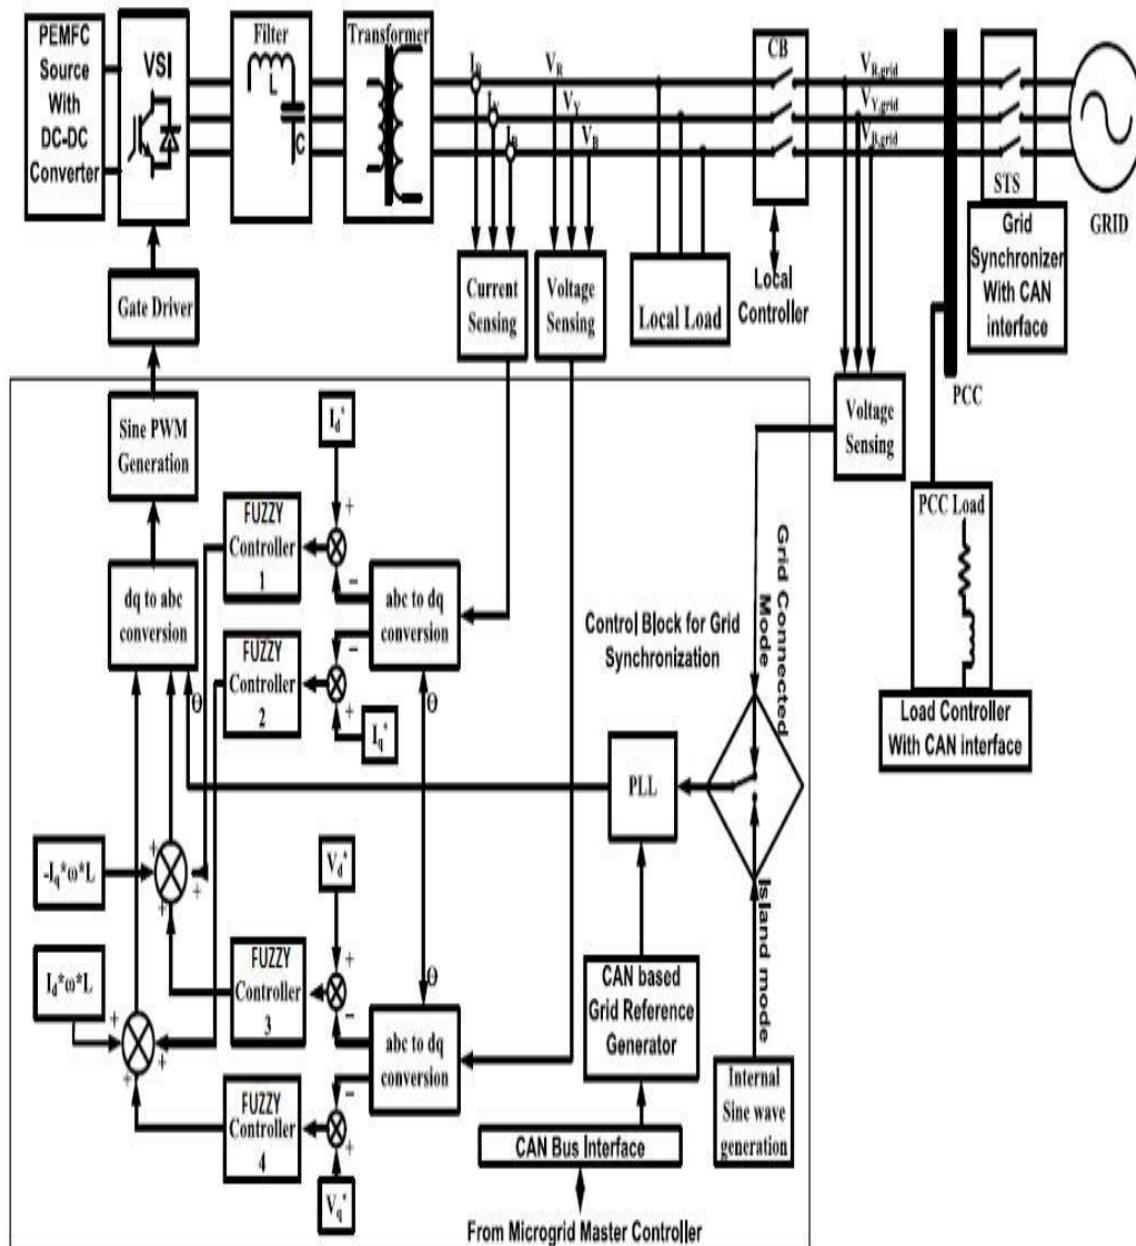 PEMFC
Source
With
DC-DC
Converter
VSI
Filter
L
C
Transformer
I_R
I_Y
I_B
V_R
V_Y
V_B
CB
V_R,grid
V_Y,grid
V_B,grid
STS
GRID
Grid
Synchronizer
With CAN
interface
Gate Driver
Current
Sensing
Voltage
Sensing
Local Load
Local
Controller
PCC
Voltage
Sensing
Sine PWM
Generation
I_d*
+
FUZZY
Controller
1
−
dq to abc
conversion
abc to dq
conversion
FUZZY
Controller
2
−
+
I_q*
θ
θ
Control Block for Grid
Synchronization
Grid Connected
Mode
PCC Load
Load Controller
With CAN interface
PLL
-I_q*ω*L
+
+
+
V_d*
+
Island mode
I_d*ω*L
+
+
+
FUZZY
Controller
3
−
θ
abc to dq
conversion
CAN based
Grid Reference
Generator
FUZZY
Controller
4
−
+
V_q*
Internal
Sine wave
generation
CAN Bus Interface
From Microgrid Master Controller